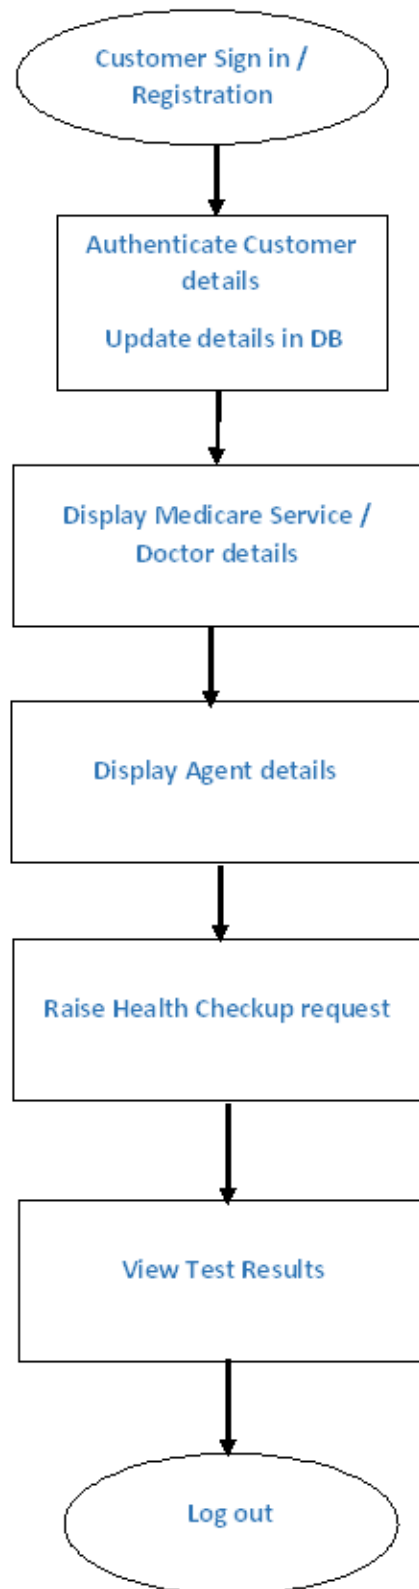 Customer Sign in /
Registration
Authenticate Customer
details
Update details in DB
Display Medicare Service /
Doctor details
Display Agent details
Raise Health Checkup request
View Test Results
Log out